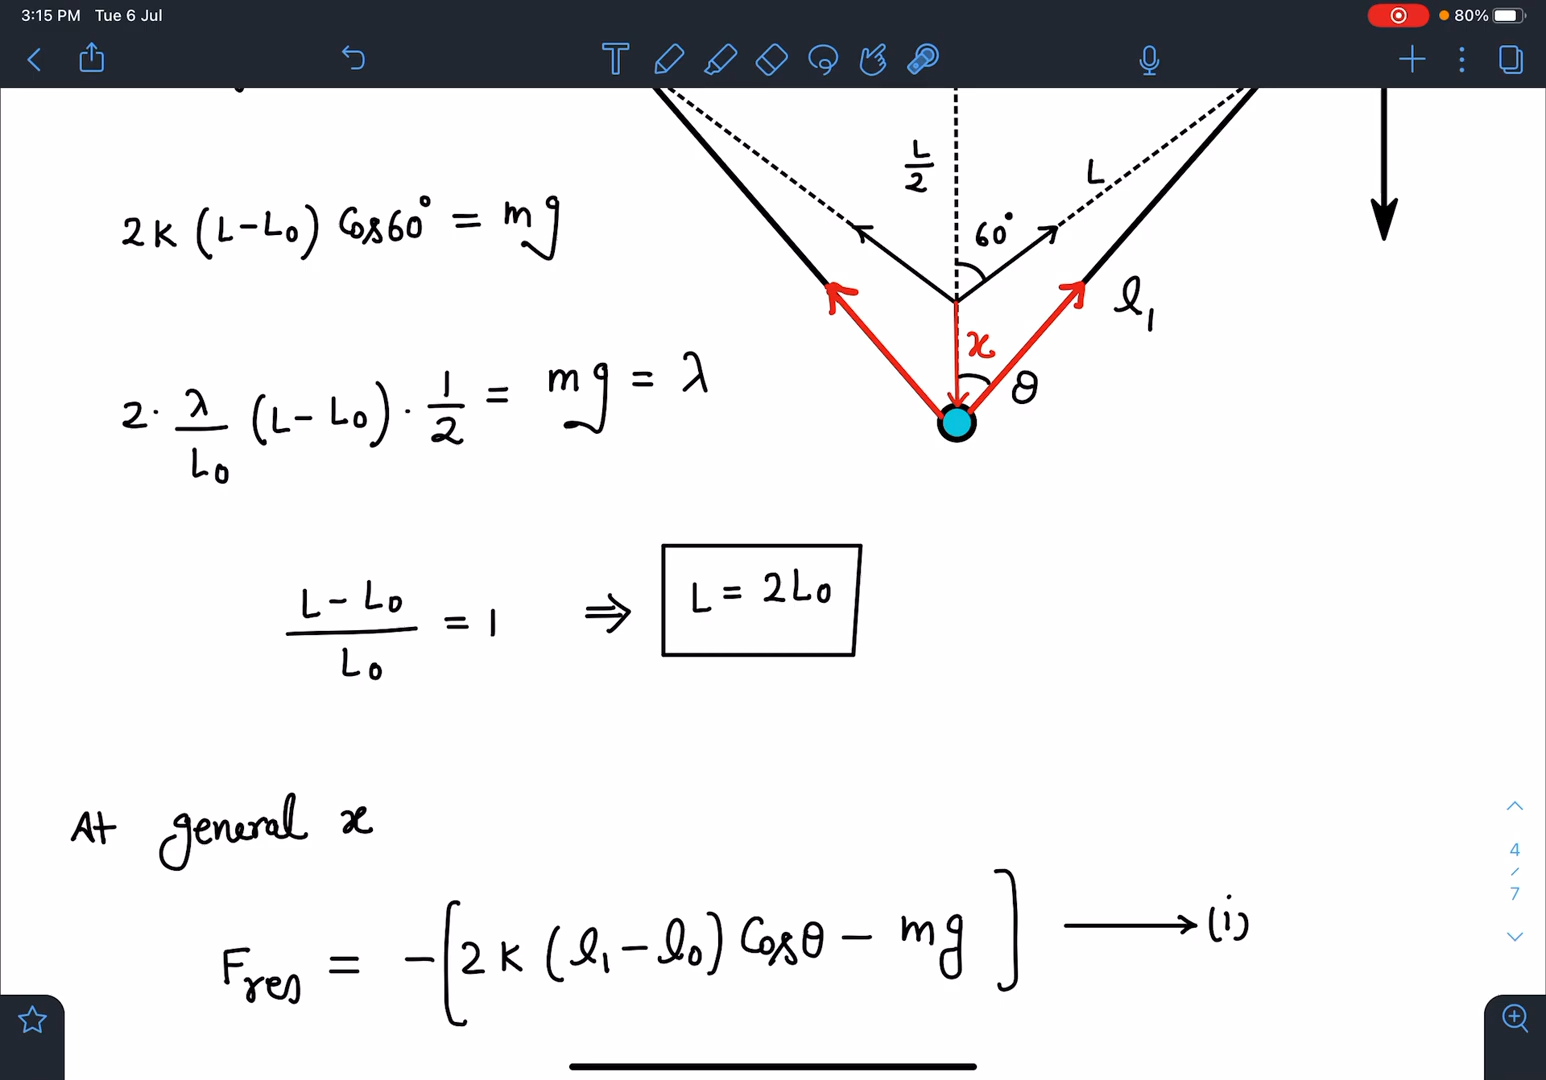 3:15 PM Tue 6 Jul
80%
T
L/2
L
60°
2K (L-L₀) Cos60° = mg
l₁
x
θ
2· λ/L₀ (L- L₀)· 1/2 = mg = λ
(L - L₀)/L₀ = 1 ⇒ L = 2L₀
At general x
4
/
7
F_res = -[2K (l₁-l₀) Cosθ - mg] ⟶ (i)